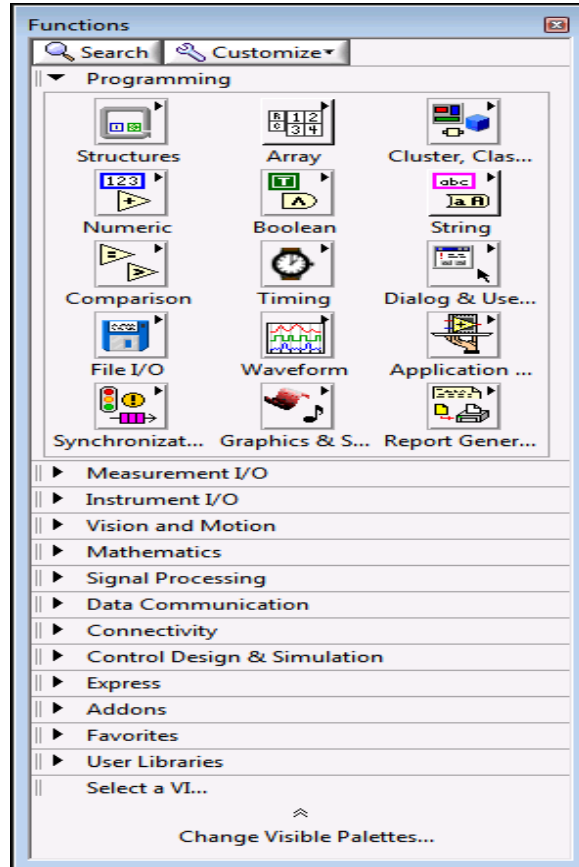 Functions
Search Customize
Programming
Structures Array Cluster, Clas...
123 abc
Numeric Boolean String
Comparison Timing Dialog & Use...
File I/O Waveform Application ...
Synchronizat... Graphics & S... Report Gener...
Measurement I/O
Instrument I/O
Vision and Motion
Mathematics
Signal Processing
Data Communication
Connectivity
Control Design & Simulation
Express
Addons
Favorites
User Libraries
Select a VI...
Change Visible Palettes...